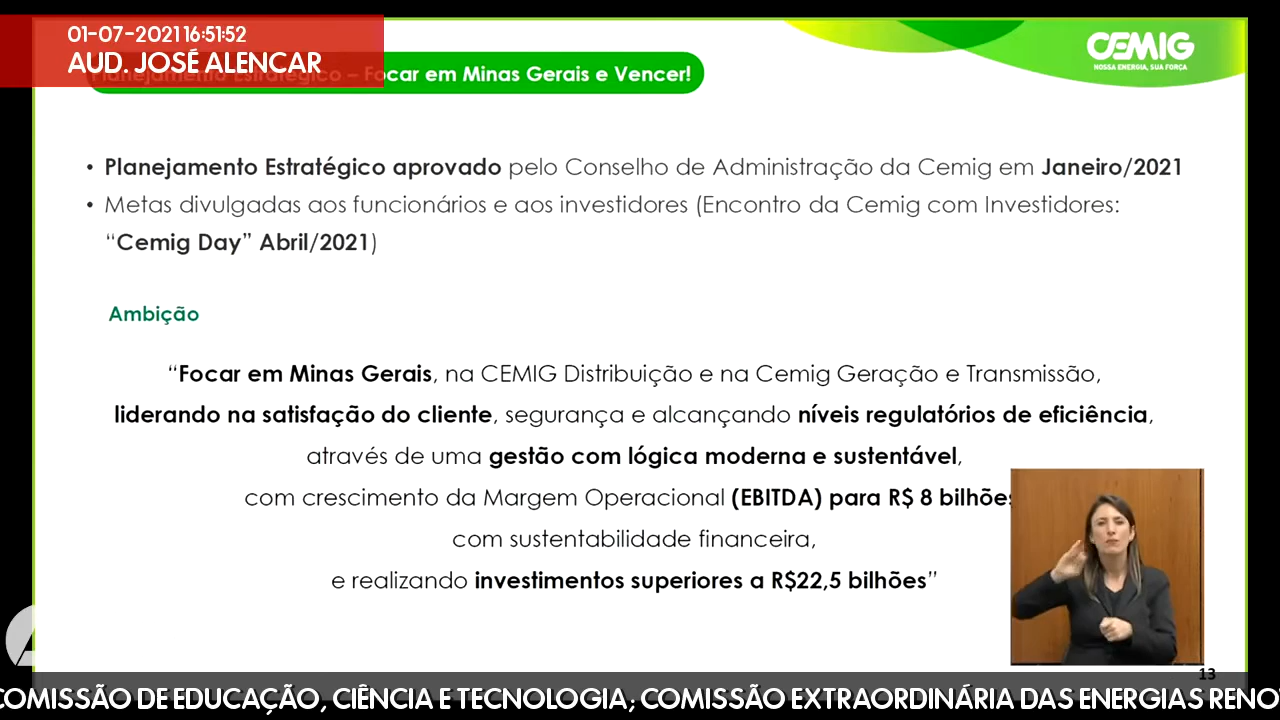 01-07-2021 16:51:52
AUD. JOSÉ ALENCAR
Planejamento Estratégico – Focar em Minas Gerais e Vencer!
CEMIG
NOSSA ENERGIA, SUA FORÇA
• Planejamento Estratégico aprovado pelo Conselho de Administração da Cemig em Janeiro/2021
• Metas divulgadas aos funcionários e aos investidores (Encontro da Cemig com Investidores:
“Cemig Day” Abril/2021)
Ambição
“Focar em Minas Gerais, na CEMIG Distribuição e na Cemig Geração e Transmissão,
liderando na satisfação do cliente, segurança e alcançando níveis regulatórios de eficiência,
através de uma gestão com lógica moderna e sustentável,
com crescimento da Margem Operacional (EBITDA) para R$ 8 bilhões
com sustentabilidade financeira,
e realizando investimentos superiores a R$22,5 bilhões”
13
COMISSÃO DE EDUCAÇÃO, CIÊNCIA E TECNOLOGIA; COMISSÃO EXTRAORDINÁRIA DAS ENERGIAS RENO